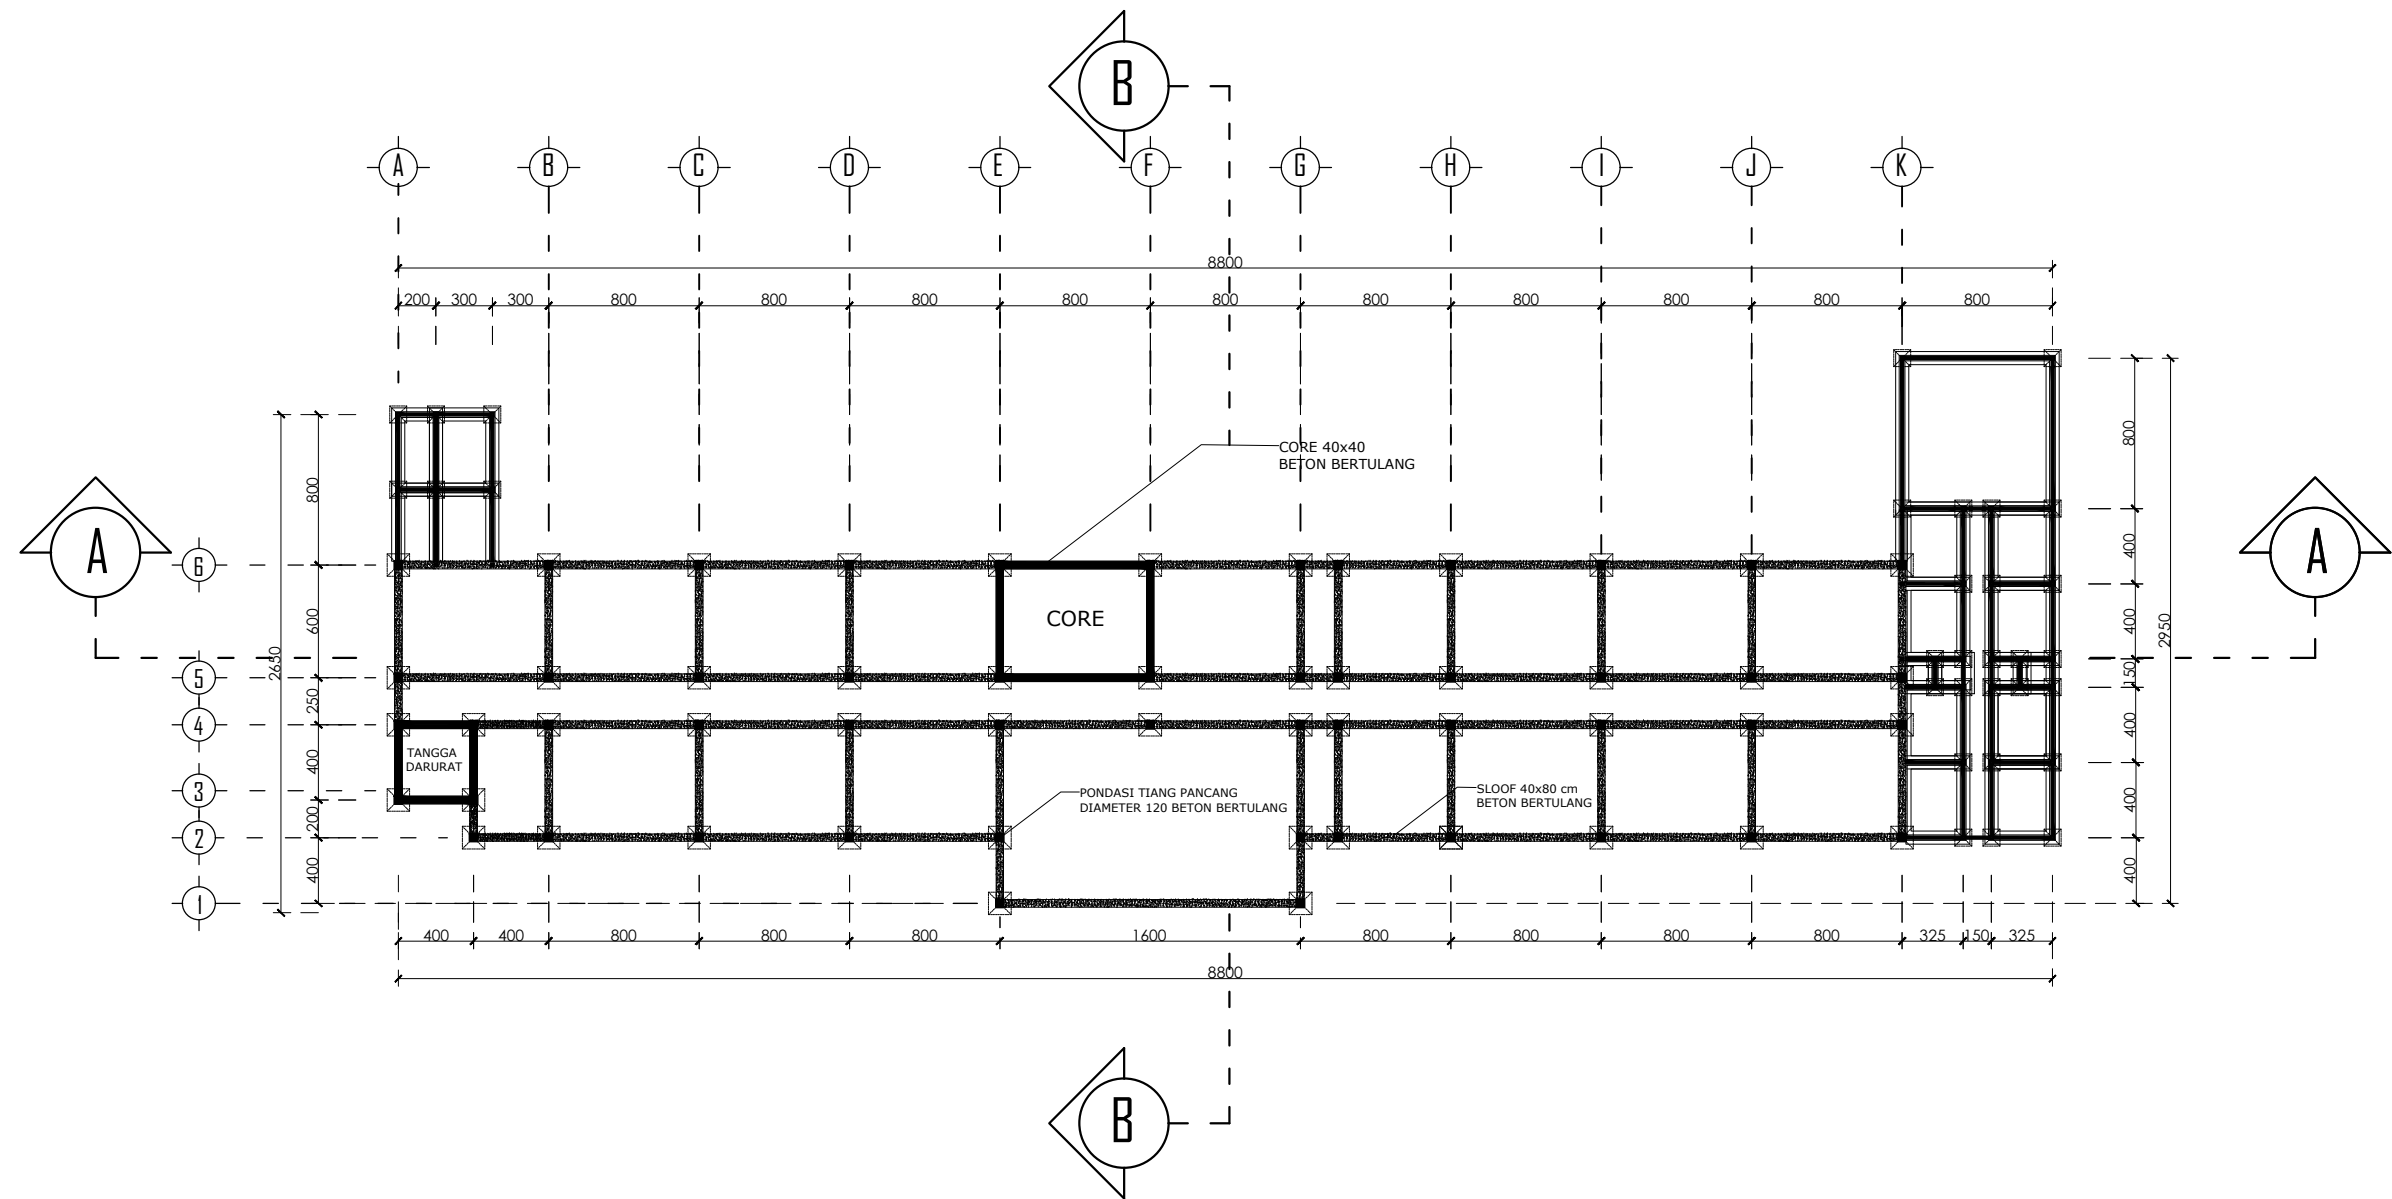 B
A B C D E F G H I J K
8800
200 300 300 800 800 800 800 800 800 800 800 800 800
800
800
CORE 40x40
BETON BERTULANG
A
A
6
400
600
CORE
400
2950
2650
5
150
250
4
400
TANGGA
DARURAT
400
3
PONDASI TIANG PANCANG
DIAMETER 120 BETON BERTULANG
SLOOF 40x80 cm
BETON BERTULANG
400
200
2
400
400
1
400 400 800 800 800 1600 800 800 800 800 325 150 325
8800
B